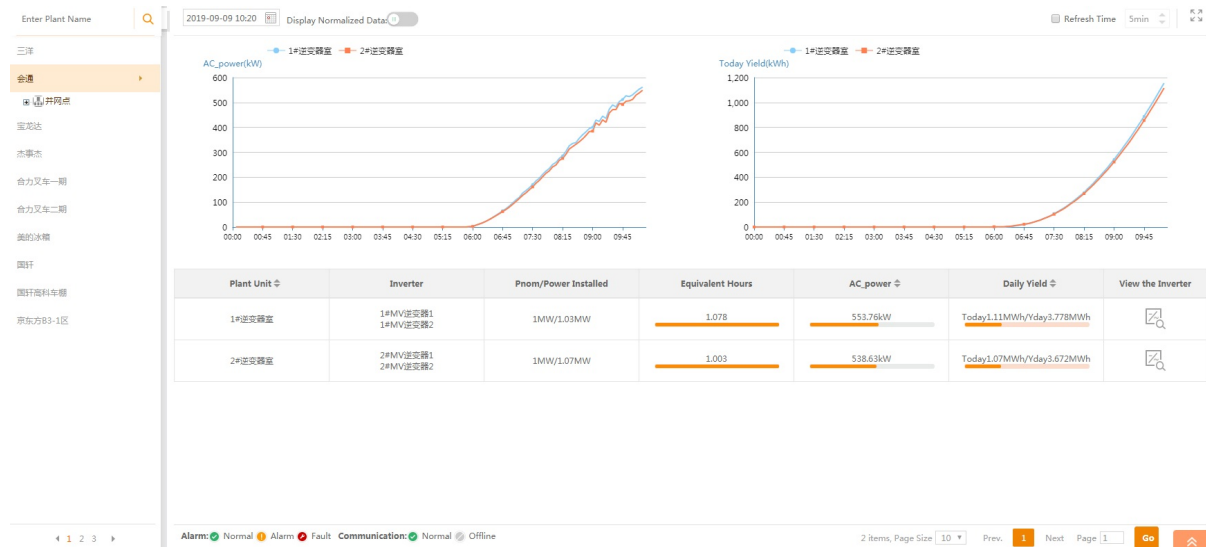 Enter Plant Name
2019-09-09 10:20 Display Normalized Data:
Refresh Time 5min
三洋
会通
并网点
宝龙达
杰事杰
合力叉车一期
合力叉车二期
美的冰箱
国轩
国轩高科车棚
京东方B3-1区
1 2 3
1#逆变器室 2#逆变器室
AC_power(kW)
600
500
400
300
200
100
0
00:00 00:45 01:30 02:15 03:00 03:45 04:30 05:15 06:00 06:45 07:30 08:15 09:00 09:45
1#逆变器室 2#逆变器室
Today Yield(kWh)
1,200
1,000
800
600
400
200
0
00:00 00:45 01:30 02:15 03:00 03:45 04:30 05:15 06:00 06:45 07:30 08:15 09:00 09:45
Plant Unit Inverter Pnom/Power Installed Equivalent Hours AC_power Daily Yield View the Inverter
1#逆变器室 1#MV逆变器1 1MW/1.03MW 1.078 553.76kW Today1.11MWh/Yday3.778MWh
1#MV逆变器2
2#逆变器室 2#MV逆变器1 1MW/1.07MW 1.003 538.63kW Today1.07MWh/Yday3.672MWh
2#MV逆变器2
Alarm: Normal Alarm Fault Communication: Normal Offline
2 items, Page Size 10 Prev. 1 Next Page 1 Go